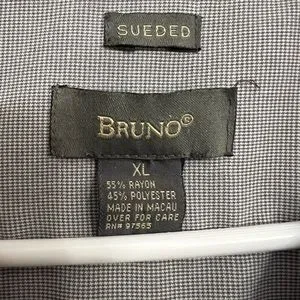 SUEDED
BRUNO®
XL
55% RAYON
45% POLYESTER
MADE IN MACAU
OVER FOR CARE
RN# 97565